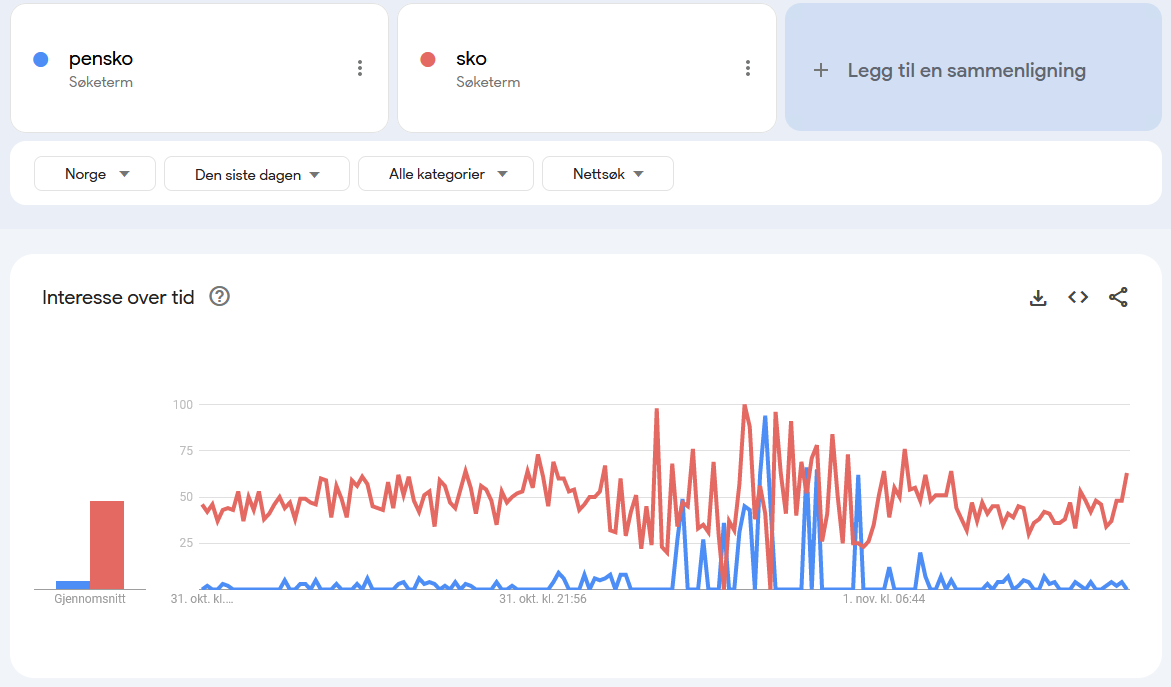 pensko
Søketerm
sko
Søketerm
+ Legg til en sammenligning
Norge
Den siste dagen
Alle kategorier
Nettsøk
Interesse over tid
?
100
75
50
25
Gjennomsnitt
31. okt. kl.…
31. okt. kl. 21:56
1. nov. kl. 06:44